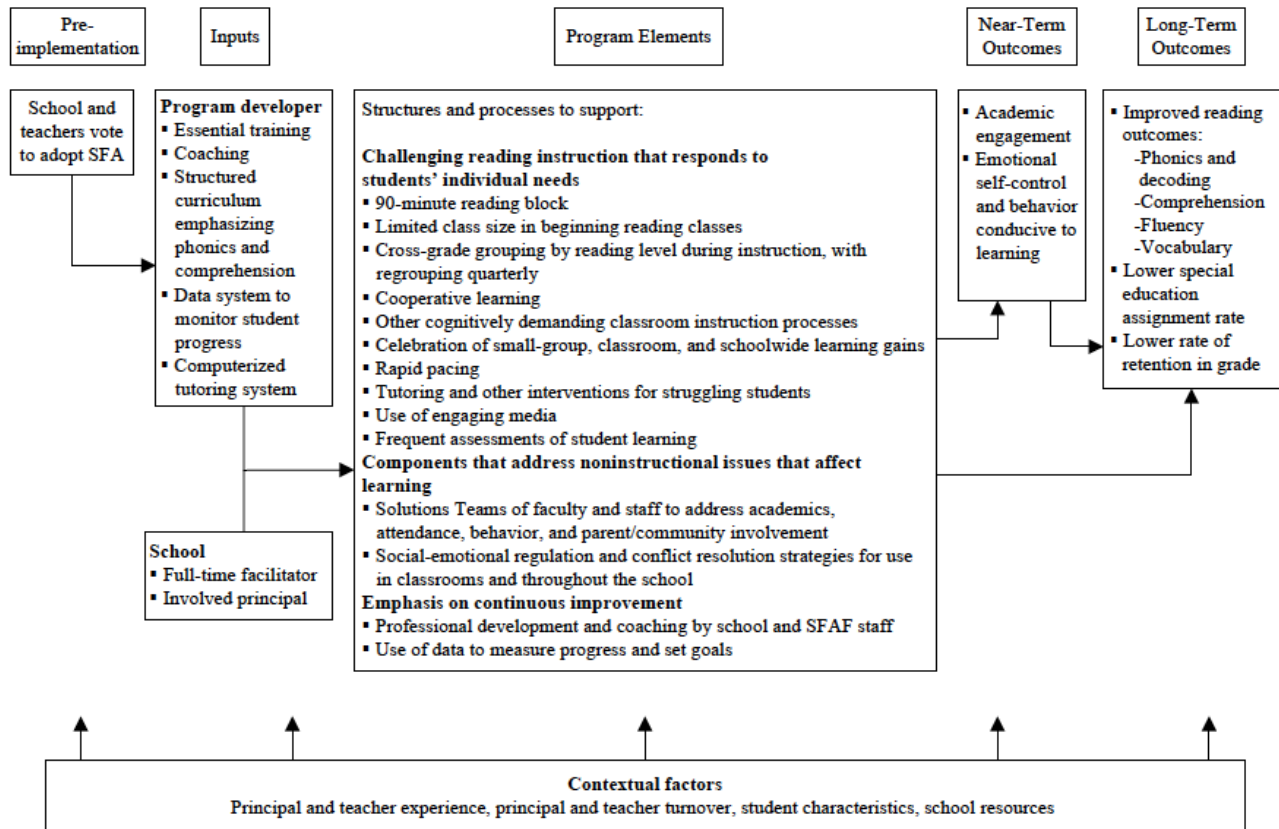 Pre-
implementation
Inputs
Program Elements
Near-Term
Outcomes
Long-Term
Outcomes
School and
teachers vote
to adopt SFA
Program developer
▪ Essential training
▪ Coaching
▪ Structured
curriculum
emphasizing
phonics and
comprehension
▪ Data system to
monitor student
progress
▪ Computerized
tutoring system
School
▪ Full-time facilitator
▪ Involved principal
Structures and processes to support:
Challenging reading instruction that responds to
students’ individual needs
▪ 90-minute reading block
▪ Limited class size in beginning reading classes
▪ Cross-grade grouping by reading level during instruction, with
regrouping quarterly
▪ Cooperative learning
▪ Other cognitively demanding classroom instruction processes
▪ Celebration of small-group, classroom, and schoolwide learning gains
▪ Rapid pacing
▪ Tutoring and other interventions for struggling students
▪ Use of engaging media
▪ Frequent assessments of student learning
Components that address noninstructional issues that affect
learning
▪ Solutions Teams of faculty and staff to address academics,
attendance, behavior, and parent/community involvement
▪ Social-emotional regulation and conflict resolution strategies for use
in classrooms and throughout the school
Emphasis on continuous improvement
▪ Professional development and coaching by school and SFAF staff
▪ Use of data to measure progress and set goals
▪ Academic
engagement
▪ Emotional
self-control
and behavior
conducive to
learning
▪ Improved reading
outcomes:
-Phonics and
decoding
-Comprehension
-Fluency
-Vocabulary
▪ Lower special
education
assignment rate
▪ Lower rate of
retention in grade
Contextual factors
Principal and teacher experience, principal and teacher turnover, student characteristics, school resources